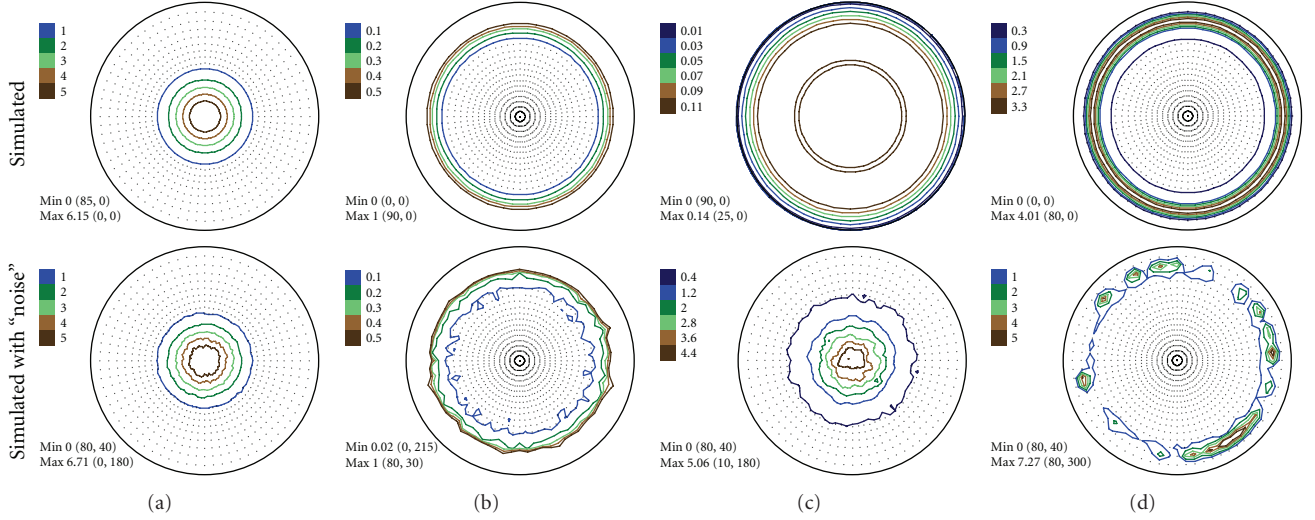 Simulated
1
2
3
4
5
Min 0 (85, 0)
Max 6.15 (0, 0)
0.1
0.2
0.3
0.4
0.5
Min 0 (0, 0)
Max 1 (90, 0)
0.01
0.03
0.05
0.07
0.09
0.11
Min 0 (90, 0)
Max 0.14 (25, 0)
0.3
0.9
1.5
2.1
2.7
3.3
Min 0 (0, 0)
Max 4.01 (80, 0)
Simulated with “noise”
1
2
3
4
5
Min 0 (80, 40)
Max 6.71 (0, 180)
0.1
0.2
0.3
0.4
0.5
Min 0.02 (0, 215)
Max 1 (80, 30)
0.4
1.2
2
2.8
3.6
4.4
Min 0 (80, 40)
Max 5.06 (10, 180)
1
2
3
4
5
Min 0 (80, 40)
Max 7.27 (80, 300)
(a)
(b)
(c)
(d)